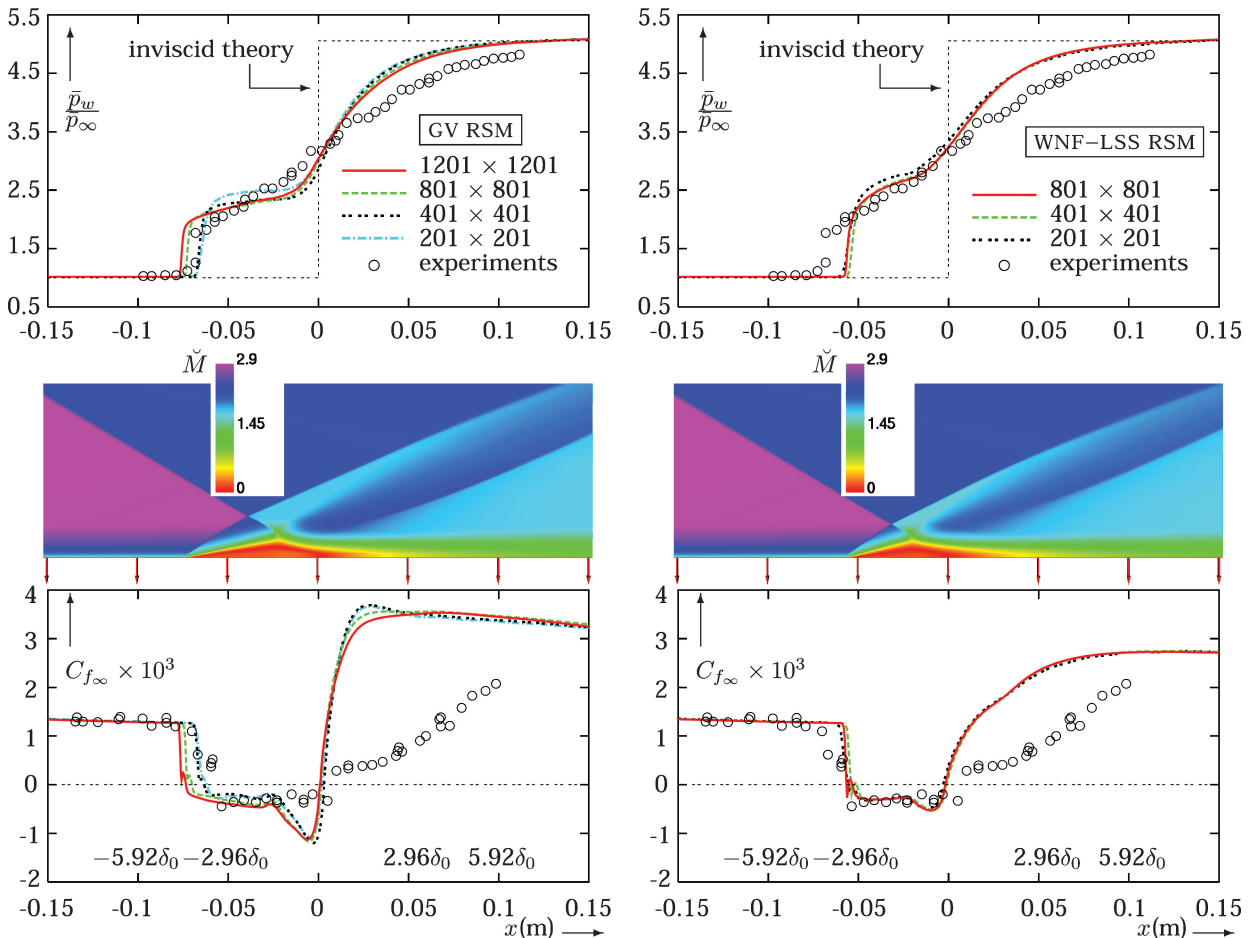 5.5
4.5
3.5
2.5
1.5
0.5
p̄_w
p̄_∞
inviscid theory
GV RSM
1201 × 1201
801 × 801
401 × 401
201 × 201
experiments
-0.15 -0.1 -0.05 0 0.05 0.1 0.15
5.5
4.5
3.5
2.5
1.5
0.5
p̄_w
p̄_∞
inviscid theory
WNF–LSS RSM
801 × 801
401 × 401
201 × 201
experiments
-0.15 -0.1 -0.05 0 0.05 0.1 0.15
M̆
2.9
1.45
0
M̆
2.9
1.45
0
4
3
2
1
0
-1
-2
C_f∞ × 10³
−5.92δ₀ −2.96δ₀ 2.96δ₀ 5.92δ₀
-0.15 -0.1 -0.05 0 0.05 0.1 0.15
x(m)
4
3
2
1
0
-1
-2
C_f∞ × 10³
−5.92δ₀ −2.96δ₀ 2.96δ₀ 5.92δ₀
-0.15 -0.1 -0.05 0 0.05 0.1 0.15
x(m)